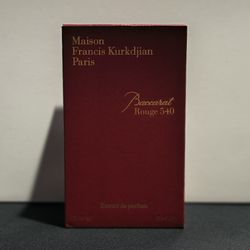 Maison
Francis Kurkdjian
Paris
Baccarat
Rouge 540
Extrait de parfum